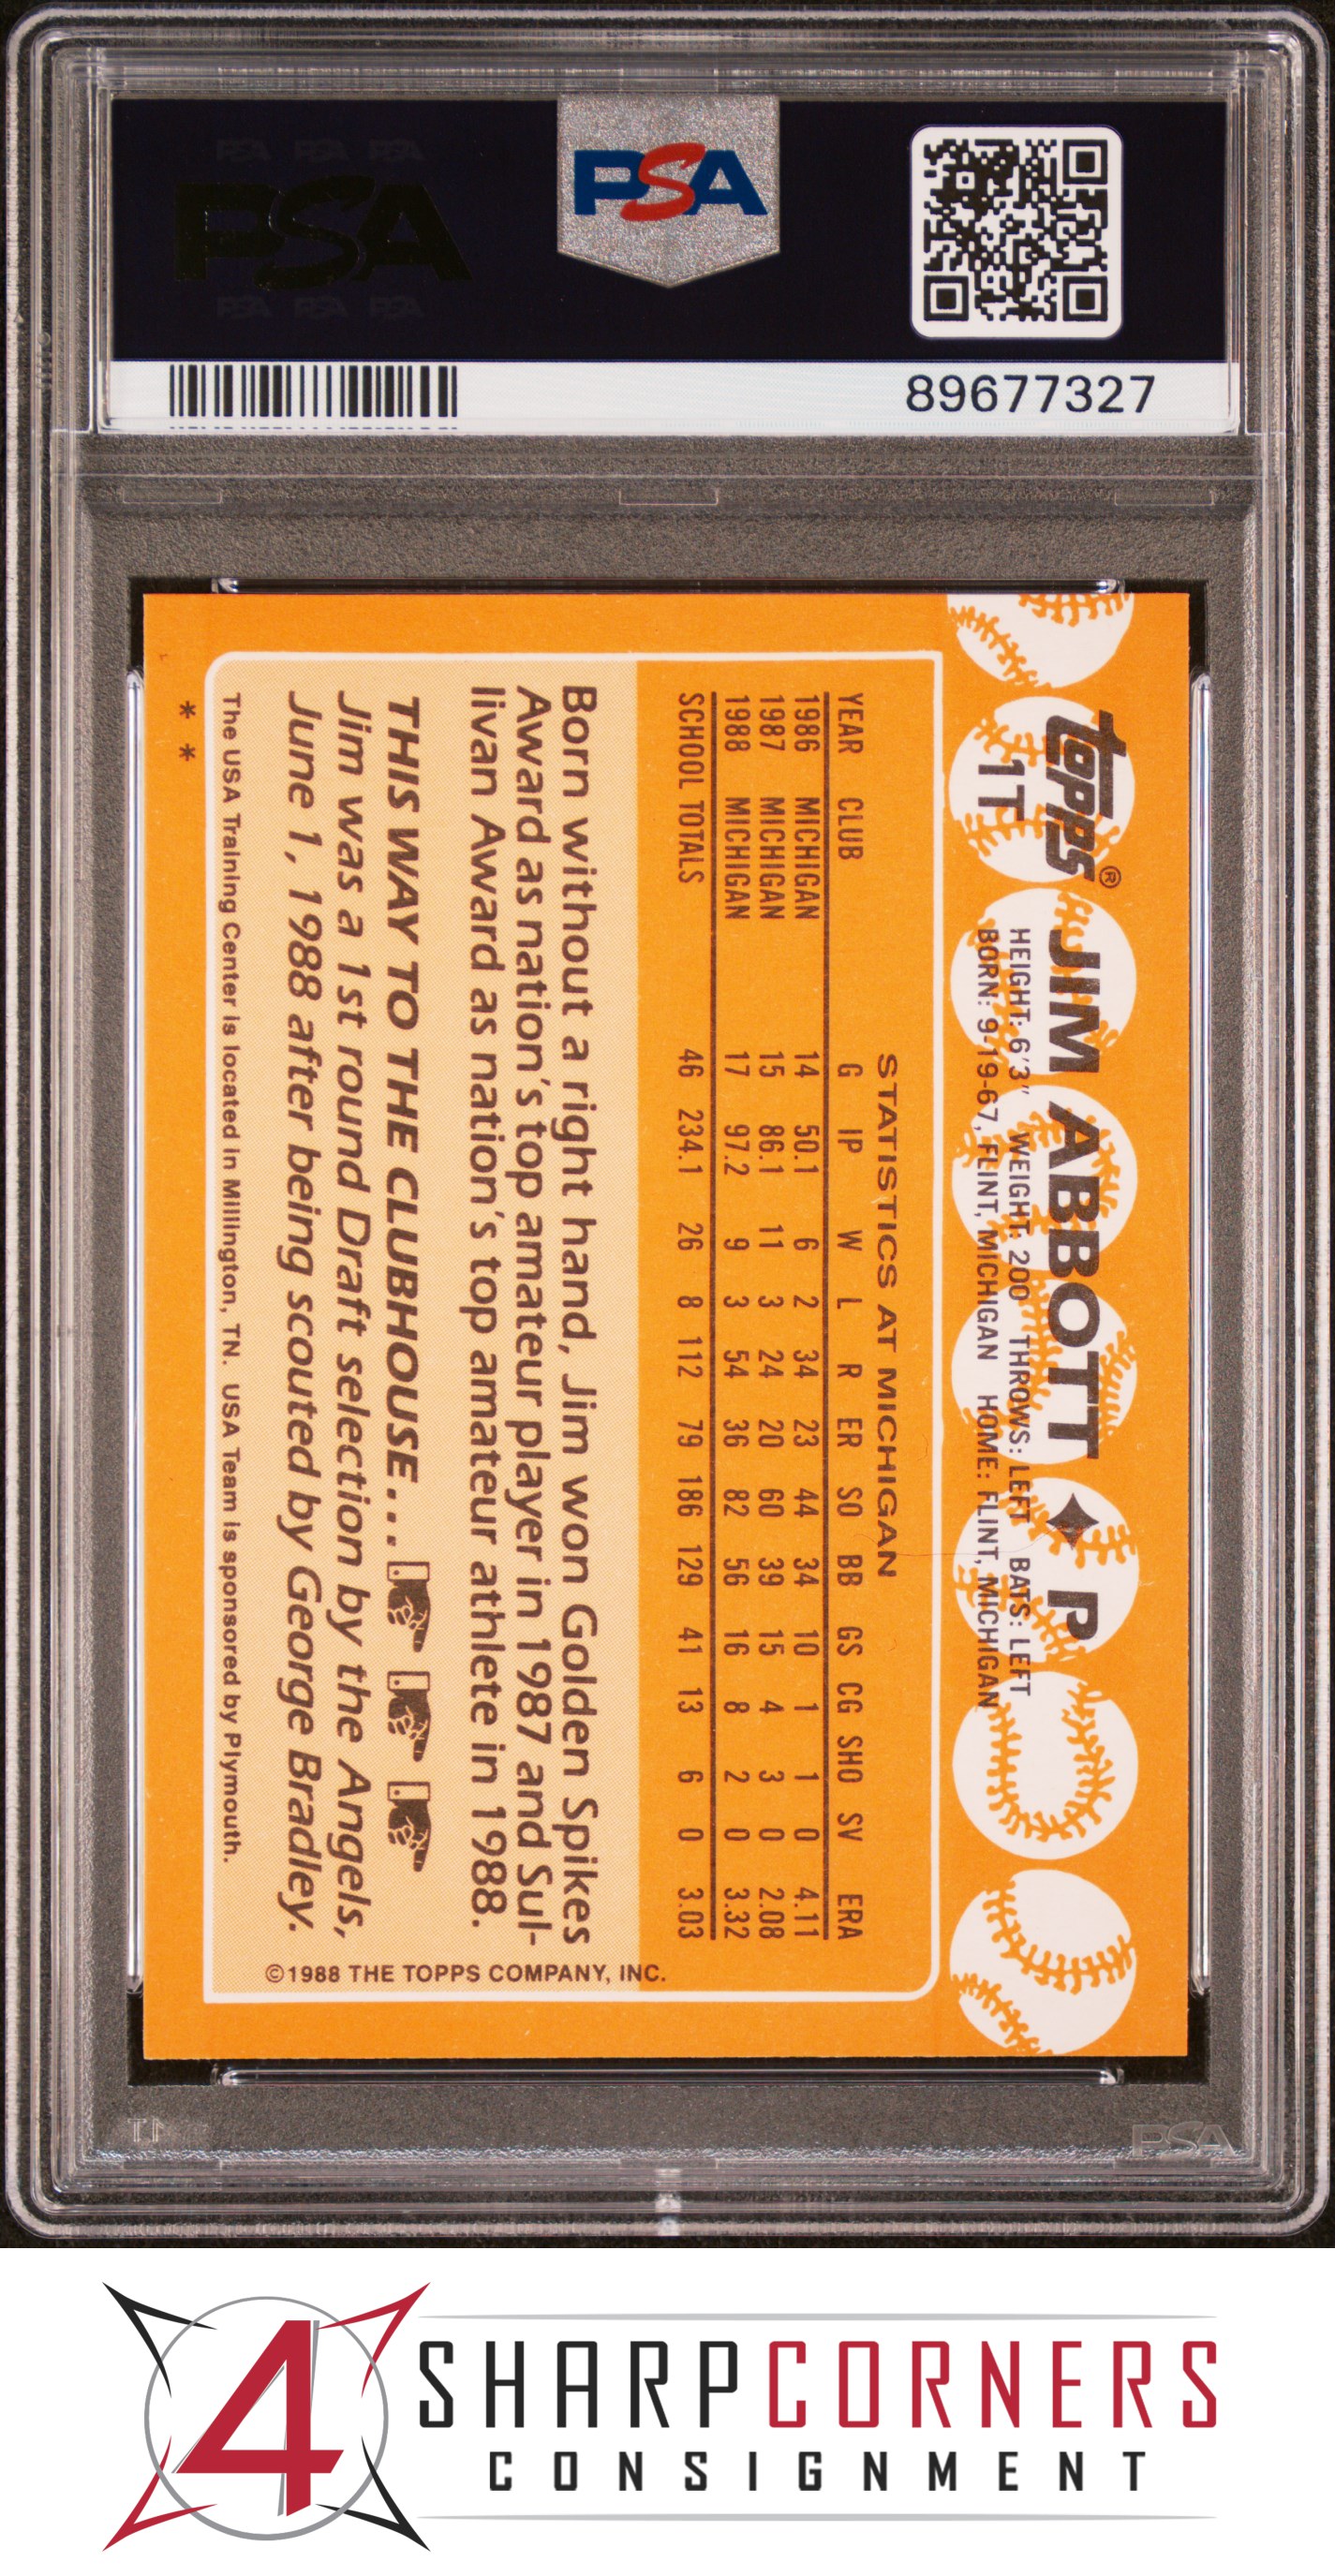 PSA PSA PSA
PSA
PSA PSA PSA
PSA
89677327
topps®
1T
JIM ABBOTT ✦ P
HEIGHT: 6'3" WEIGHT: 200 THROWS: LEFT BATS: LEFT
BORN: 9-19-67, FLINT, MICHIGAN HOME: FLINT, MICHIGAN
STATISTICS AT MICHIGAN
YEAR CLUB G IP W L R ER SO BB GS CG SHO SV ERA
1986 MICHIGAN 14 50.1 6 2 34 23 44 34 10 1 1 0 4.11
1987 MICHIGAN 15 86.1 11 3 24 20 60 39 15 4 3 0 2.08
1988 MICHIGAN 17 97.2 9 3 54 36 82 56 16 8 2 0 3.32
SCHOOL TOTALS 46 234.1 26 8 112 79 186 129 41 13 6 0 3.03
Born without a right hand, Jim won Golden Spikes
Award as nation's top amateur player in 1987 and Sul-
livan Award as nation's top amateur athlete in 1988.
THIS WAY TO THE CLUBHOUSE...
Jim was a 1st round Draft selection by the Angels,
June 1, 1988 after being scouted by George Bradley.
The USA Training Center is located in Millington, TN. USA Team is sponsored by Plymouth.
* *
©1988 THE TOPPS COMPANY, INC.
PSA
4
SHARPCORNERS
CONSIGNMENT